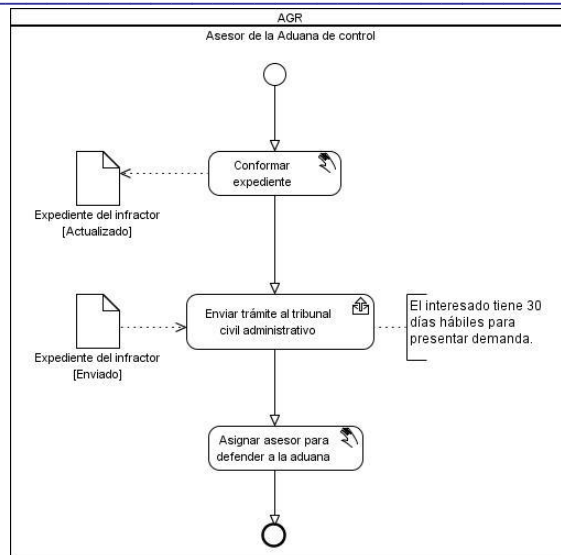 AGR
Asesor de la Aduana de control
Conformar
expediente
Expediente del infractor
[Actualizado]
Enviar trámite al tribunal
civil administrativo
El interesado tiene 30
días hábiles para
presentar demanda.
Expediente del infractor
[Enviado]
Asignar asesor para
defender a la aduana